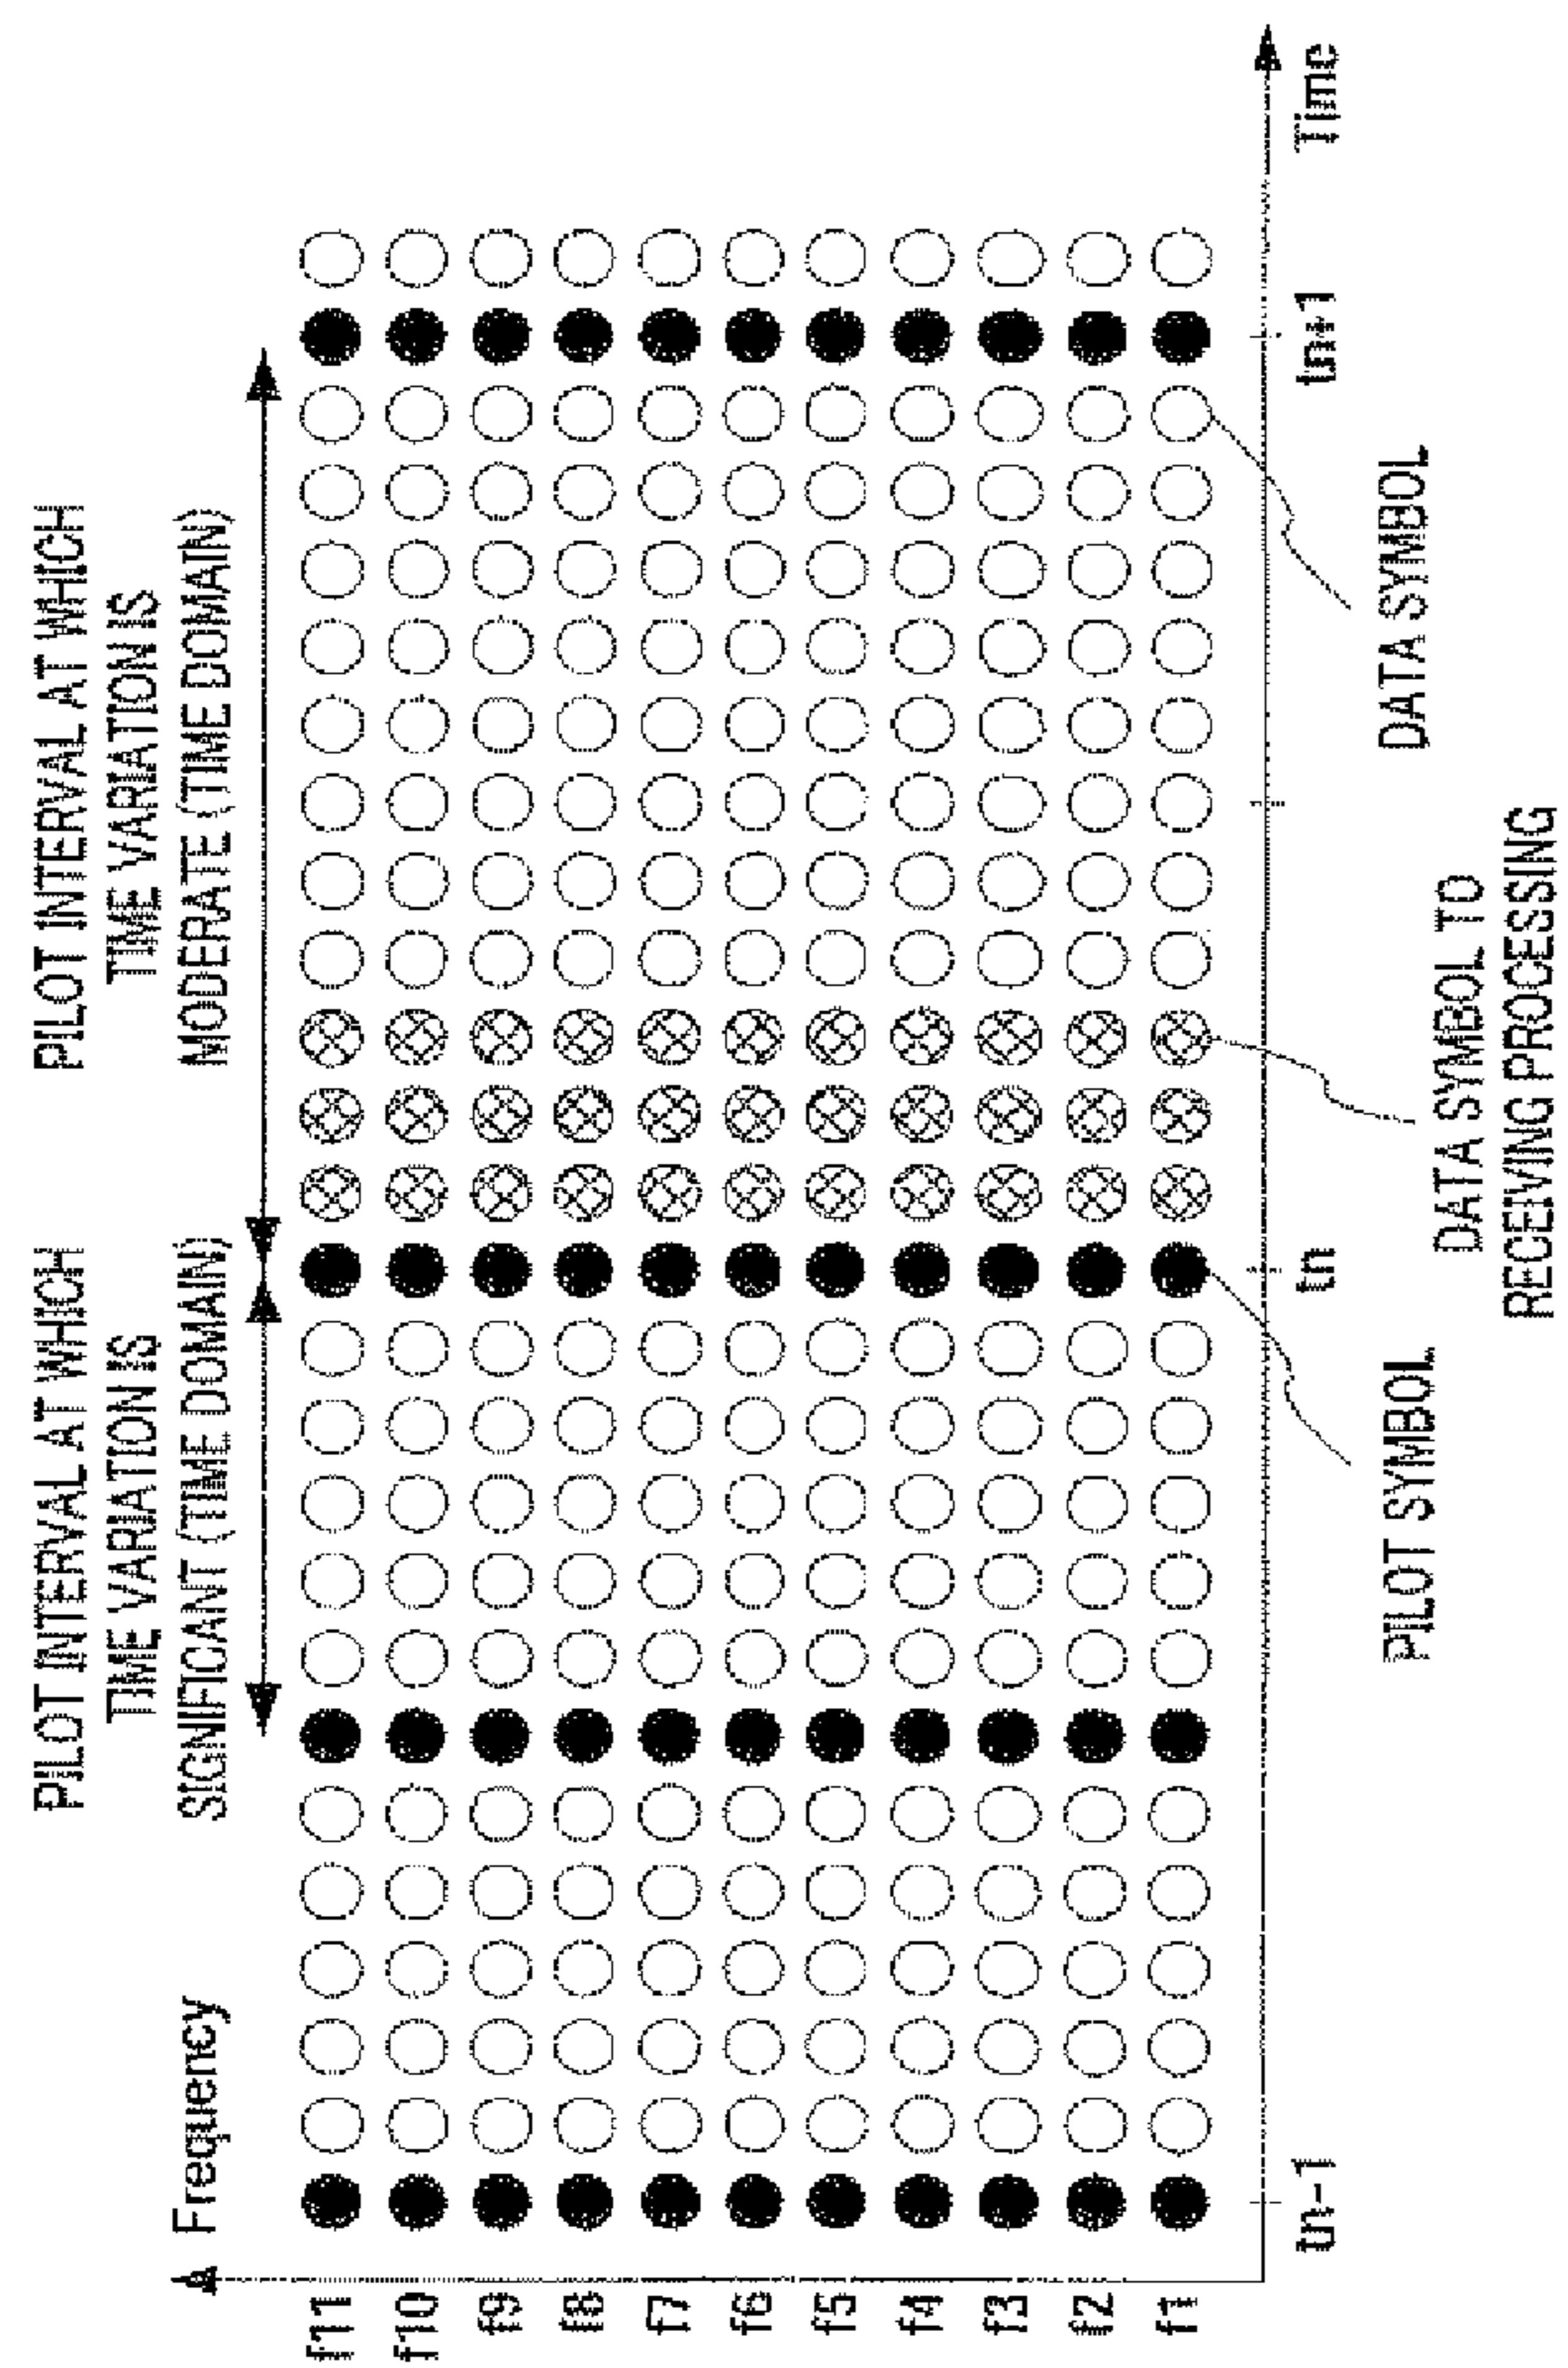 PILOT INTERVAL AT WHICH
TIME VARIATION IS
SIGNIFICANT (TIME DOMAIN)
PILOT INTERVAL AT WHICH
TIME VARIATION IS
MODERATE (TIME DOMAIN)
Frequency
f11
f10
f9
f8
f7
f6
f5
f4
f3
f2
f1
tn-1
tn
tn+1
Time
PILOT SYMBOL
DATA SYMBOL TO
RECEIVING PROCESSING
DATA SYMBOL